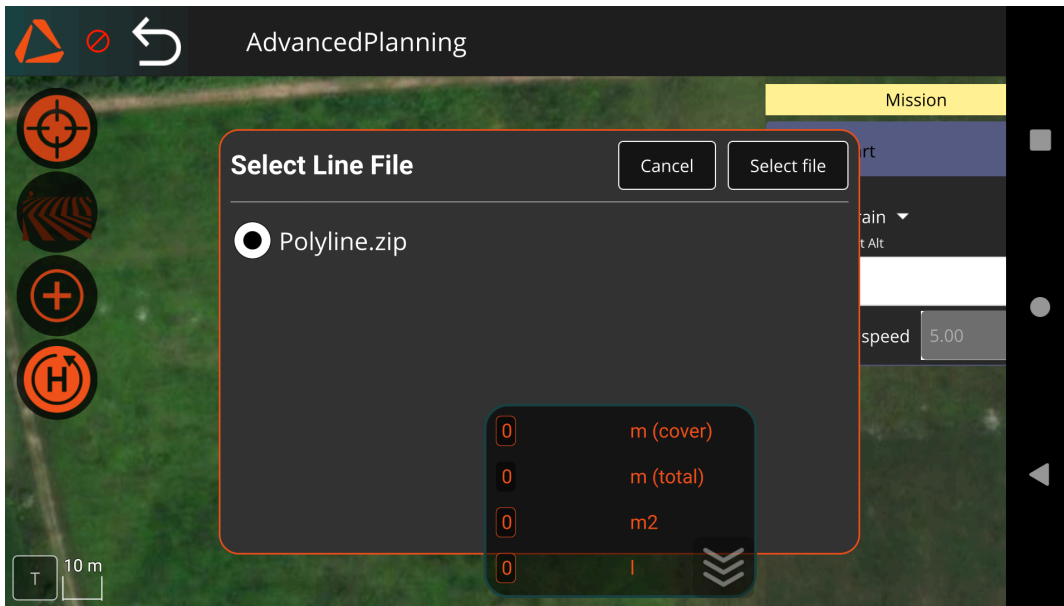 AdvancedPlanning
Mission
Select Line File
Cancel
Select file
rt
Polyline.zip
ain
t Alt
speed
5.00
H
0 m (cover)
0 m (total)
0 m2
0 l
T
10 m